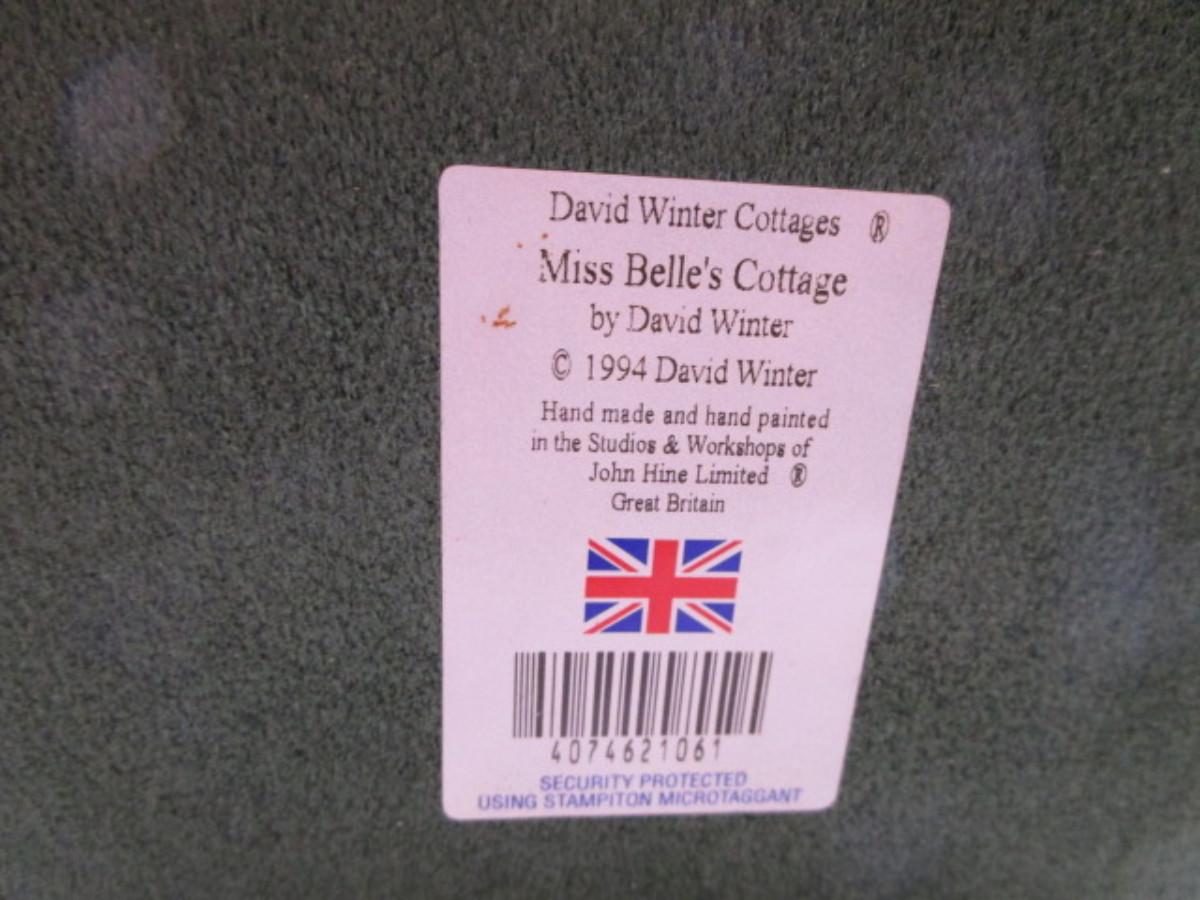 David Winter Cottages ®
Miss Belle's Cottage
by David Winter
© 1994 David Winter
Hand made and hand painted
in the Studios & Workshops of
John Hine Limited ®
Great Britain
4074621061
SECURITY PROTECTED
USING STAMPITON MICROTAGGANT